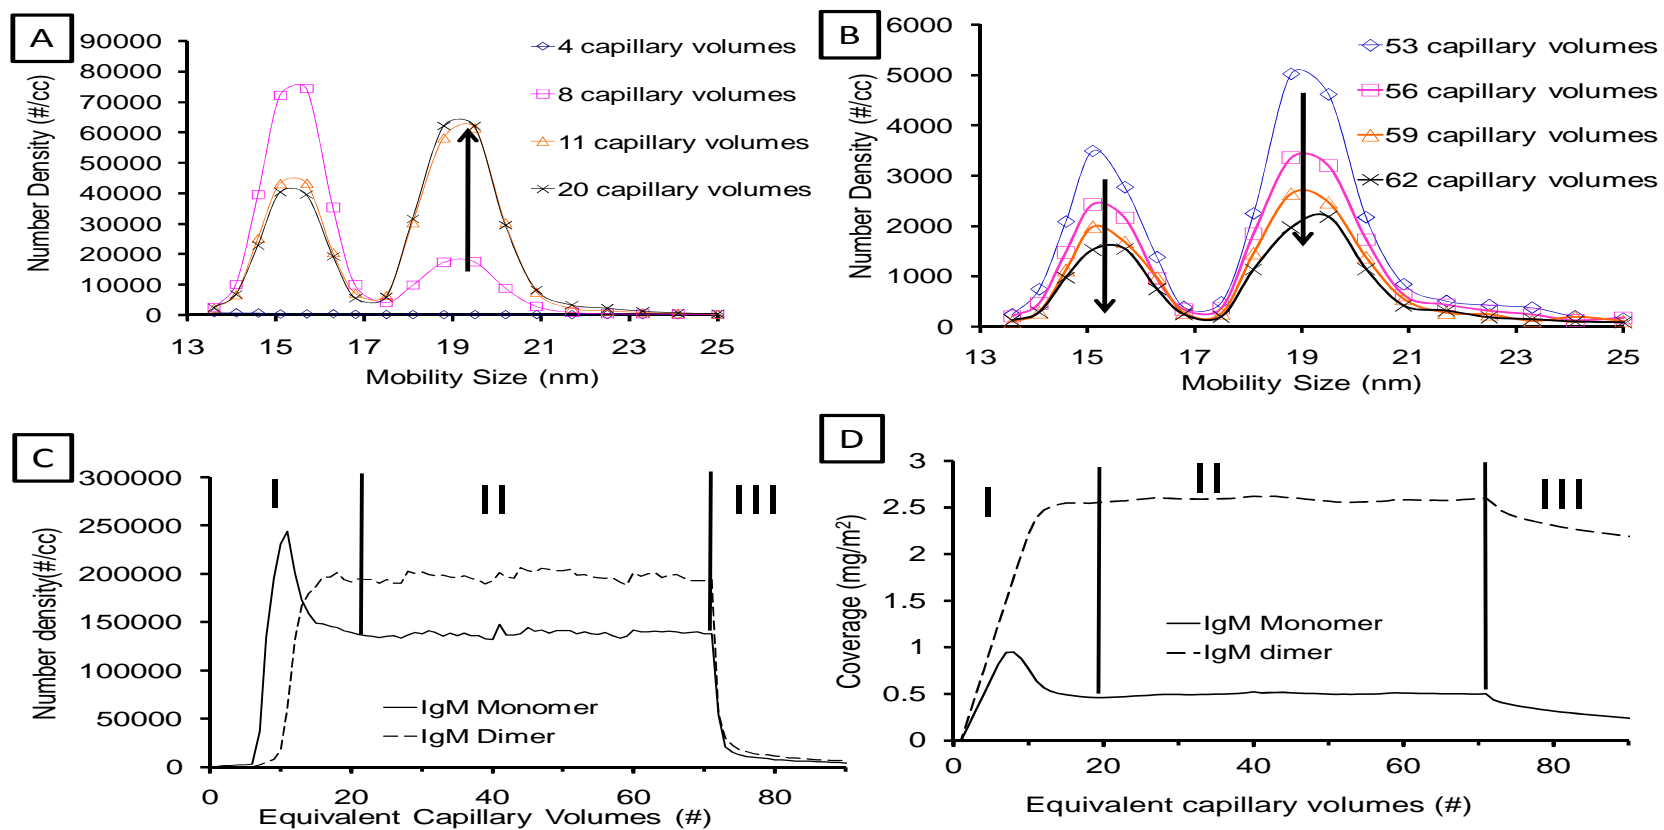 A
90000
80000
70000
60000
50000
40000
30000
20000
10000
0
Number Density (#/cc)
13 15 17 19 21 23 25
Mobility Size (nm)
4 capillary volumes
8 capillary volumes
11 capillary volumes
20 capillary volumes
B
6000
5000
4000
3000
2000
1000
0
Number Density (#/cc)
13 15 17 19 21 23 25
Mobility Size (nm)
53 capillary volumes
56 capillary volumes
59 capillary volumes
62 capillary volumes
C
300000
250000
200000
150000
100000
50000
0
Number density(#/cc)
I II III
IgM Monomer
IgM Dimer
0 20 40 60 80
Equivalent Capillary Volumes (#)
D
3
2.5
2
1.5
1
0.5
0
Coverage (mg/m²)
I II III
IgM Monomer
IgM dimer
0 20 40 60 80
Equivalent capillary volumes (#)